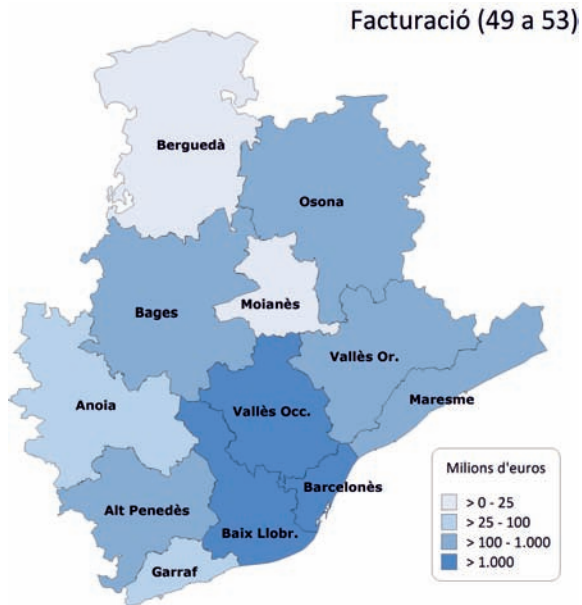 Facturació (49 a 53)
Berguedà
Osona
Moianès
Bages
Vallès Or.
Maresme
Anoia
Vallès Occ.
Barcelonès
Alt Penedès
Baix Llobr.
Garraf
Milions d'euros
> 0 - 25
> 25 - 100
> 100 - 1.000
> 1.000